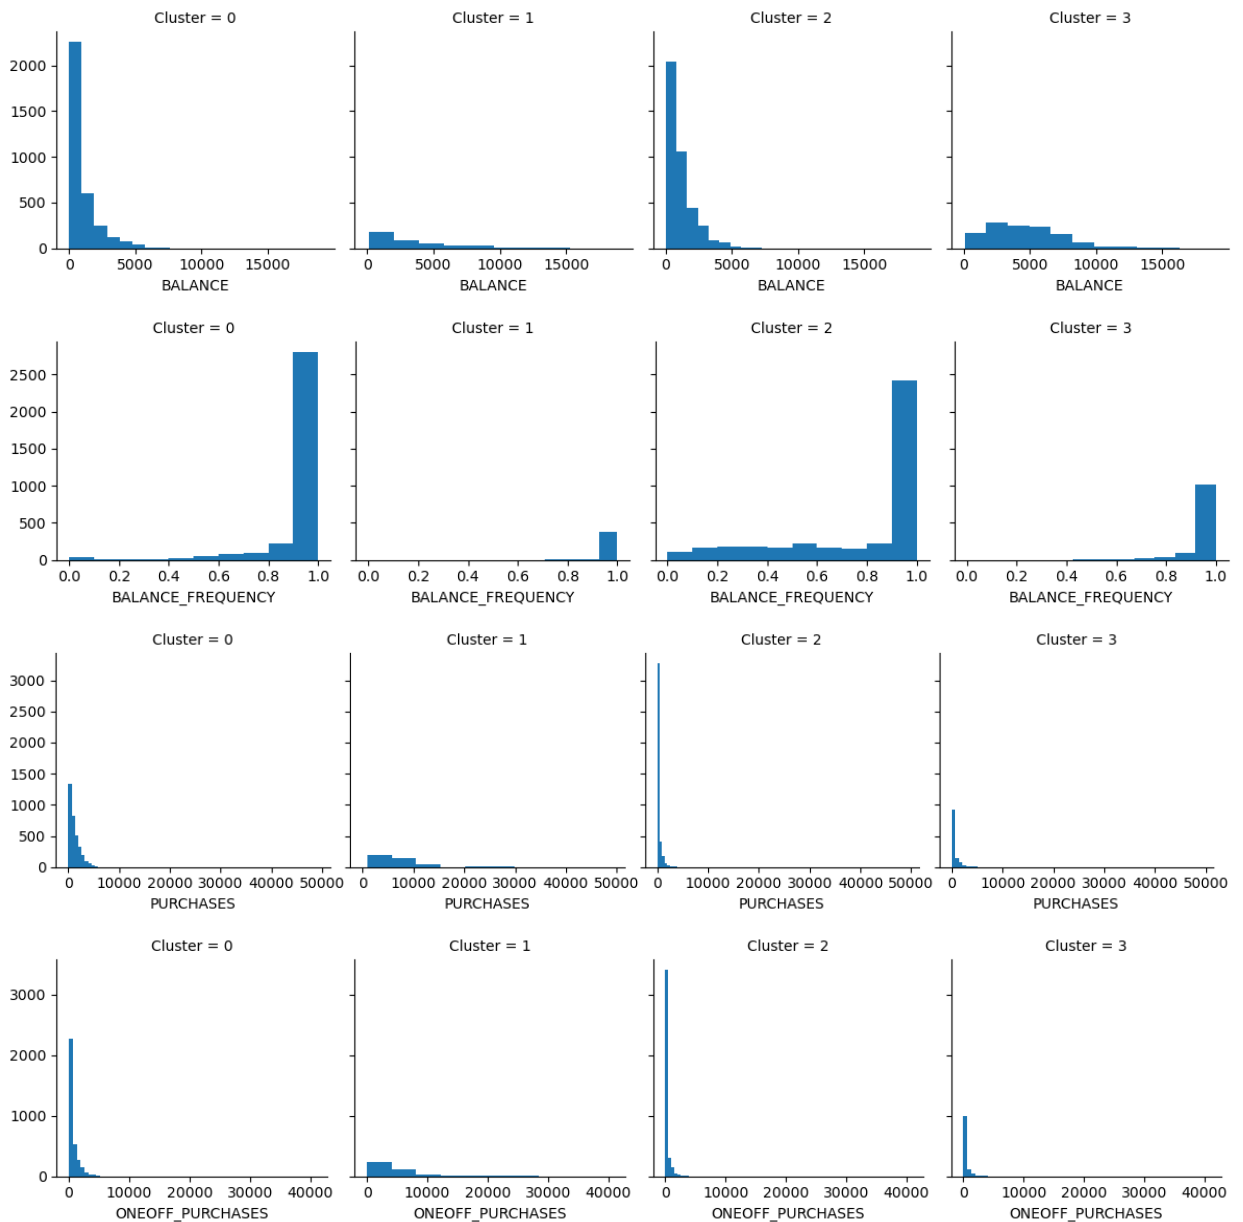 Cluster = 0 Cluster = 1 Cluster = 2 Cluster = 3
2000
1500
1000
500
0
0 5000 10000 15000 0 5000 10000 15000 0 5000 10000 15000 0 5000 10000 15000
BALANCE BALANCE BALANCE BALANCE
Cluster = 0 Cluster = 1 Cluster = 2 Cluster = 3
2500
2000
1500
1000
500
0
0.0 0.2 0.4 0.6 0.8 1.0 0.0 0.2 0.4 0.6 0.8 1.0 0.0 0.2 0.4 0.6 0.8 1.0 0.0 0.2 0.4 0.6 0.8 1.0
BALANCE_FREQUENCY BALANCE_FREQUENCY BALANCE_FREQUENCY BALANCE_FREQUENCY
Cluster = 0 Cluster = 1 Cluster = 2 Cluster = 3
3000
2500
2000
1500
1000
500
0
0 10000 20000 30000 40000 50000 0 10000 20000 30000 40000 50000 0 10000 20000 30000 40000 50000 0 10000 20000 30000 40000 50000
PURCHASES PURCHASES PURCHASES PURCHASES
Cluster = 0 Cluster = 1 Cluster = 2 Cluster = 3
3000
2000
1000
0
0 10000 20000 30000 40000 0 10000 20000 30000 40000 0 10000 20000 30000 40000 0 10000 20000 30000 40000
ONEOFF_PURCHASES ONEOFF_PURCHASES ONEOFF_PURCHASES ONEOFF_PURCHASES